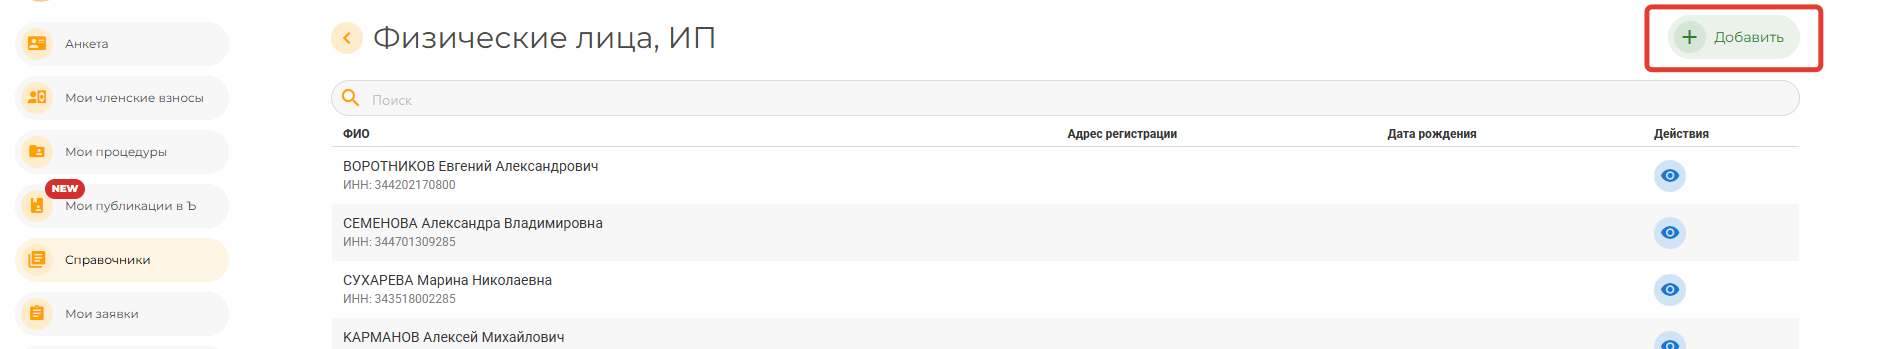 Анкета
Мои членские взносы
Мои процедуры
NEW
Мои публикации в Ъ
Справочники
Мои заявки
Физические лица, ИП
Добавить
Поиск
ФИО Адрес регистрации Дата рождения Действия
ВОРОТНИКОВ Евгений Александрович
ИНН: 344202170800
СЕМЕНОВА Александра Владимировна
ИНН: 344701309285
СУХАРЕВА Марина Николаевна
ИНН: 343518002285
КАРМАНОВ Алексей Михайлович